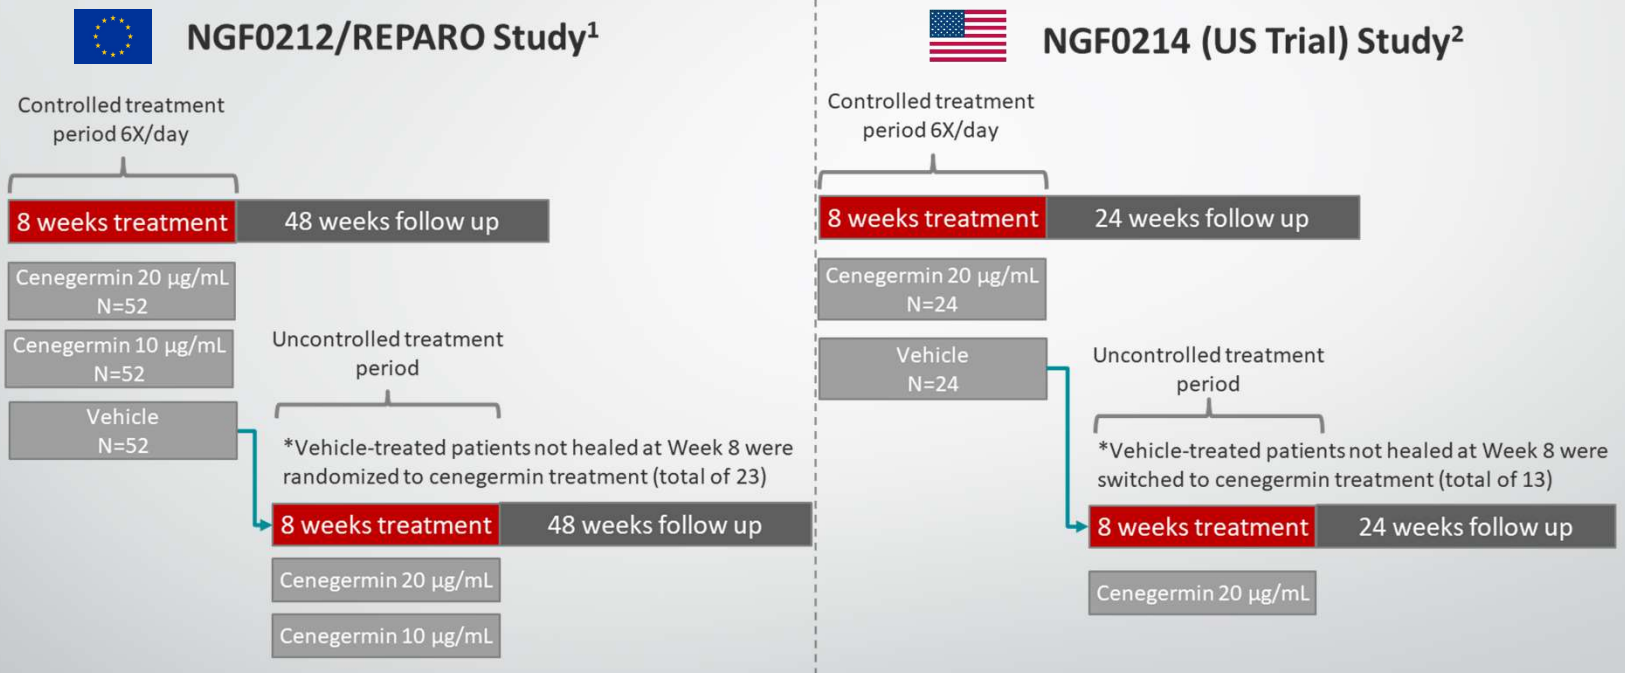 NGF0212/REPARO Study¹
Controlled treatment
period 6X/day
8 weeks treatment
48 weeks follow up
Cenegermin 20 µg/mL
N=52
Cenegermin 10 µg/mL
N=52
Vehicle
N=52
Uncontrolled treatment
period
*Vehicle-treated patients not healed at Week 8 were
randomized to cenegermin treatment (total of 23)
8 weeks treatment
48 weeks follow up
Cenegermin 20 µg/mL
Cenegermin 10 µg/mL
NGF0214 (US Trial) Study²
Controlled treatment
period 6X/day
8 weeks treatment
24 weeks follow up
Cenegermin 20 µg/mL
N=24
Vehicle
N=24
Uncontrolled treatment
period
*Vehicle-treated patients not healed at Week 8 were
switched to cenegermin treatment (total of 13)
8 weeks treatment
24 weeks follow up
Cenegermin 20 µg/mL